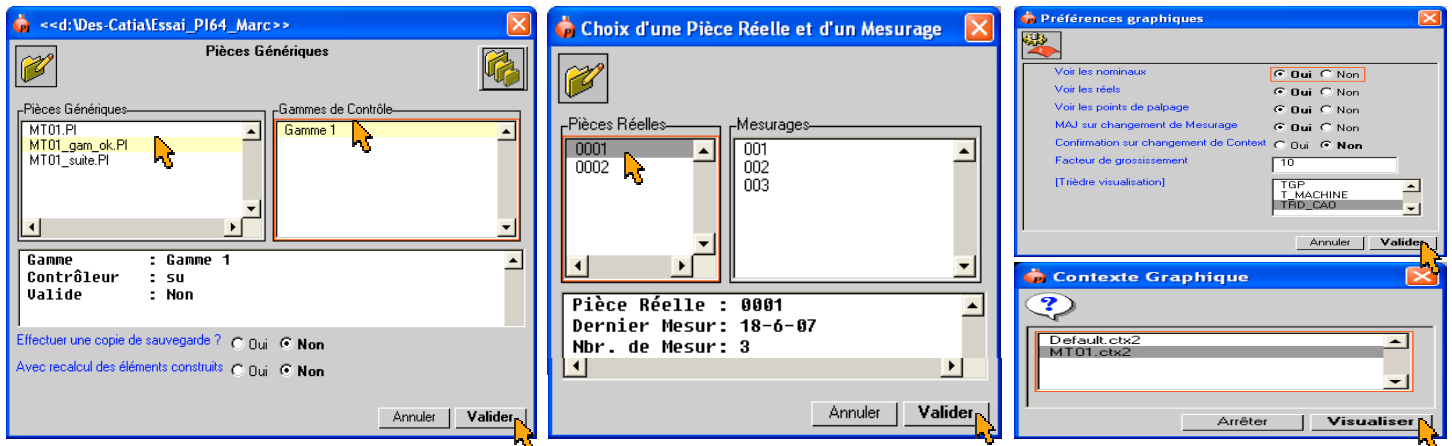 <<d:\Des-Catia\Essai_PI64_Marc>>
Pièces Génériques
Pièces Génériques
MT01.PI
MT01_gam_ok.PI
MT01_suite.PI
Gammes de Contrôle
Gamme 1
Gamme : Gamme 1
Contrôleur : su
Valide : Non
Effectuer une copie de sauvegarde ? Oui Non
Avec recalcul des éléments construits Oui Non
Annuler Valider
Choix d'une Pièce Réelle et d'un Mesurage
Pièces Réelles
0001
0002
Mesurages
001
002
003
Pièce Réelle : 0001
Dernier Mesur: 18-6-07
Nbr. de Mesur: 3
Annuler Valider
Préférences graphiques
Voir les nominaux Oui Non
Voir les réels Oui Non
Voir les points de palpage Oui Non
MAJ sur changement de Mesurage Oui Non
Confirmation sur changement de Context Oui Non
Facteur de grossissement 10
[Trièdre visualisation] TGP
T_MACHINE
TRD_CAO
Annuler Valider
Contexte Graphique
Default.ctx2
MT01.ctx2
Arrêter Visualiser